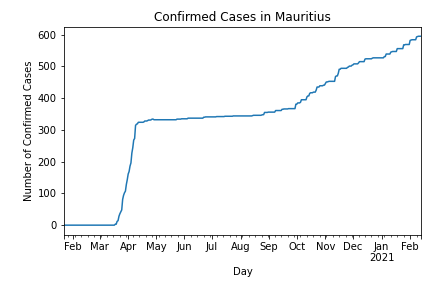 Confirmed Cases in Mauritius
600
500
400
300
200
100
0
Number of Confirmed Cases
Feb Mar Apr May Jun Jul Aug Sep Oct Nov Dec Jan Feb
2021
Day